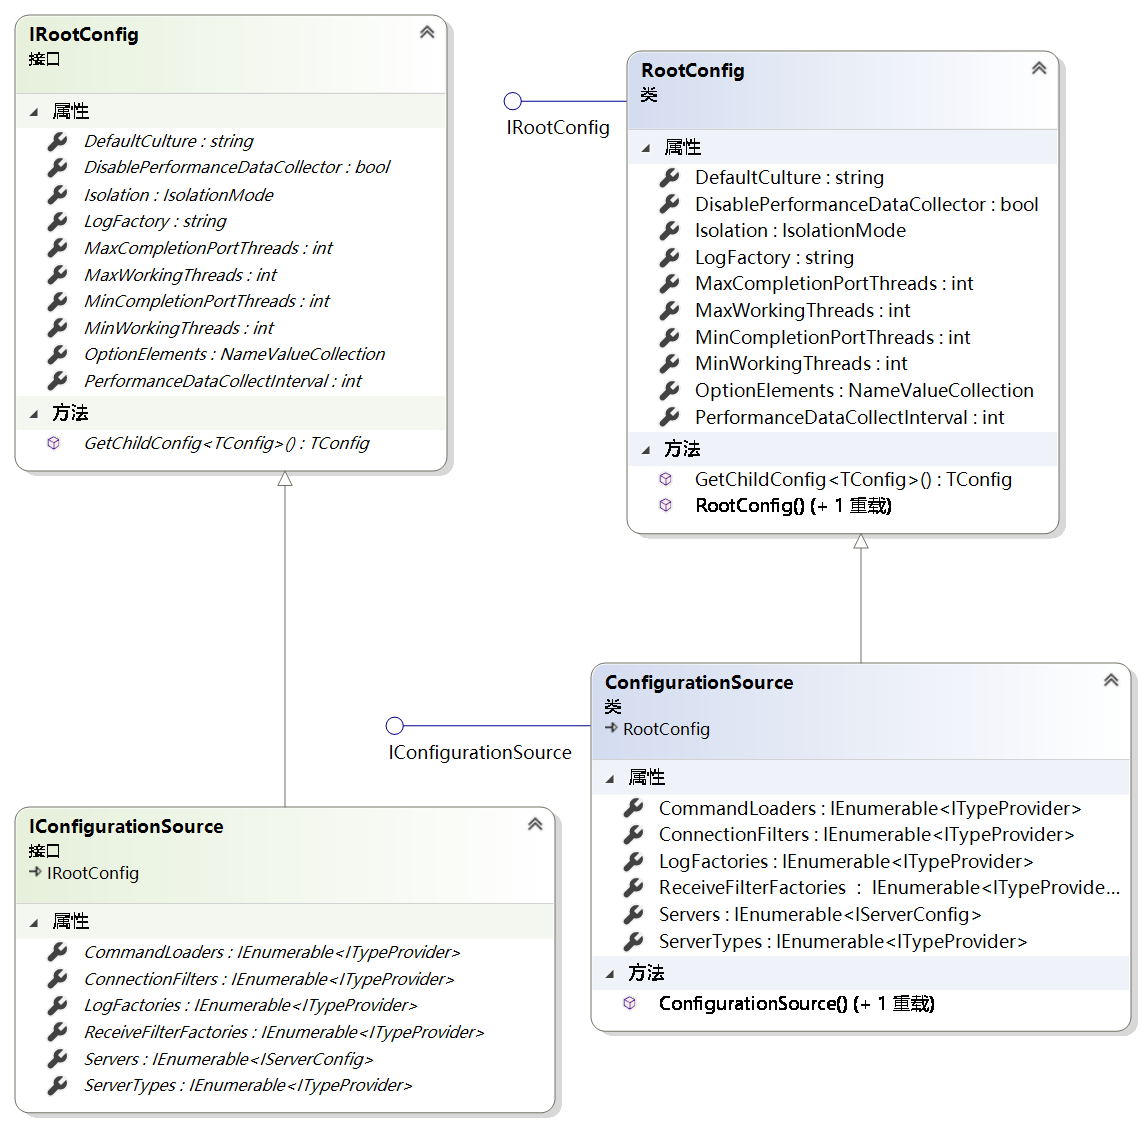 IRootConfig
接口
属性
DefaultCulture : string
DisablePerformanceDataCollector : bool
Isolation : IsolationMode
LogFactory : string
MaxCompletionPortThreads : int
MaxWorkingThreads : int
MinCompletionPortThreads : int
MinWorkingThreads : int
OptionElements : NameValueCollection
PerformanceDataCollectInterval : int
方法
GetChildConfig<TConfig>() : TConfig
IRootConfig
RootConfig
类
属性
DefaultCulture : string
DisablePerformanceDataCollector : bool
Isolation : IsolationMode
LogFactory : string
MaxCompletionPortThreads : int
MaxWorkingThreads : int
MinCompletionPortThreads : int
MinWorkingThreads : int
OptionElements : NameValueCollection
PerformanceDataCollectInterval : int
方法
GetChildConfig<TConfig>() : TConfig
RootConfig() (+ 1 重载)
IConfigurationSource
ConfigurationSource
类
RootConfig
属性
CommandLoaders : IEnumerable<ITypeProvider>
ConnectionFilters : IEnumerable<ITypeProvider>
LogFactories : IEnumerable<ITypeProvider>
ReceiveFilterFactories : IEnumerable<ITypeProvide...
Servers : IEnumerable<IServerConfig>
ServerTypes : IEnumerable<ITypeProvider>
方法
ConfigurationSource() (+ 1 重载)
IConfigurationSource
接口
IRootConfig
属性
CommandLoaders : IEnumerable<ITypeProvider>
ConnectionFilters : IEnumerable<ITypeProvider>
LogFactories : IEnumerable<ITypeProvider>
ReceiveFilterFactories : IEnumerable<ITypeProvider>
Servers : IEnumerable<IServerConfig>
ServerTypes : IEnumerable<ITypeProvider>